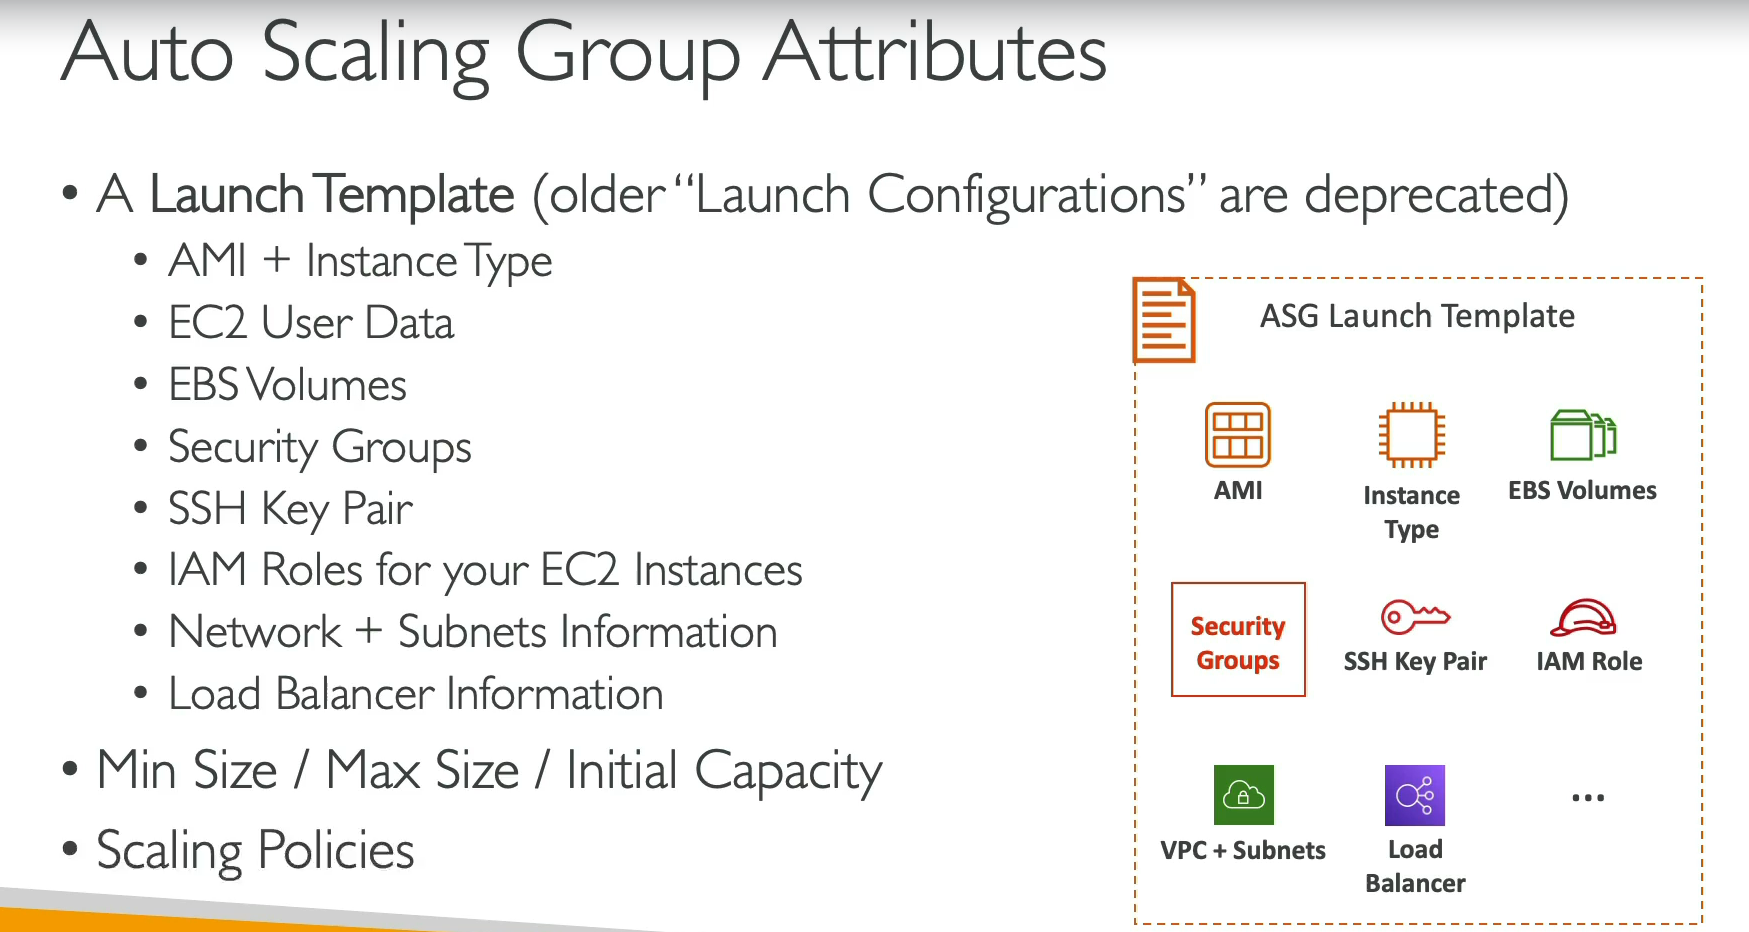 Auto Scaling Group Attributes
• A Launch Template (older “Launch Configurations” are deprecated)
• AMI + Instance Type
• EC2 User Data
• EBS Volumes
• Security Groups
• SSH Key Pair
• IAM Roles for your EC2 Instances
• Network + Subnets Information
• Load Balancer Information
• Min Size / Max Size / Initial Capacity
• Scaling Policies
ASG Launch Template
AMI
Instance
Type
EBS Volumes
Security
Groups
SSH Key Pair
IAM Role
VPC + Subnets
Load
Balancer
...